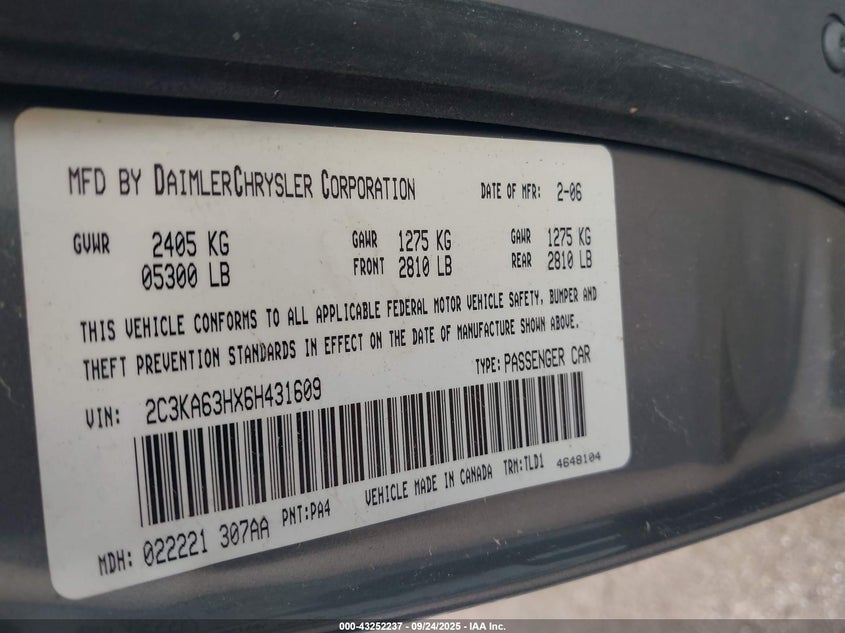 MFD BY DAIMLERCHRYSLER CORPORATION DATE OF MFR: 2-06
GVWR 2405 KG GAWR 1275 KG GAWR 1275 KG
05300 LB FRONT 2810 LB REAR 2810 LB
THIS VEHICLE CONFORMS TO ALL APPLICABLE FEDERAL MOTOR VEHICLE SAFETY, BUMPER AND
THEFT PREVENTION STANDARDS IN EFFECT ON THE DATE OF MANUFACTURE SHOWN ABOVE.
VIN: 2C3KA63HX6H431609 TYPE: PASSENGER CAR
MDH: 022221 307AA PNT:PA4 VEHICLE MADE IN CANADA TRM:TLD1 4648104
000-43252237 - 09/24/2025 - IAA Inc.